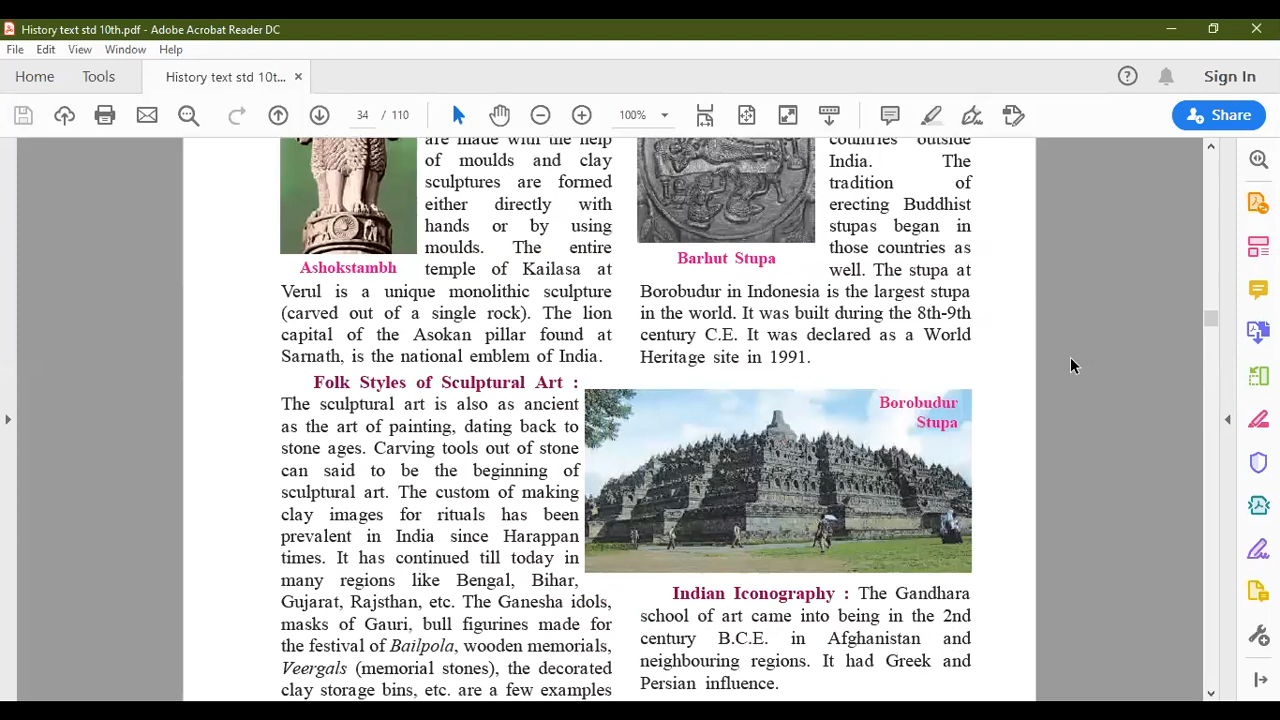 History text std 10th.pdf - Adobe Acrobat Reader DC
File Edit View Window Help
Home Tools History text std 10t... ×
34 / 110 100% Share
Sign In
are made with the help
of moulds and clay
sculptures are formed
either directly with
hands or by using
moulds. The entire
Ashokstambh
temple of Kailasa at
Verul is a unique monolithic sculpture
(carved out of a single rock). The lion
capital of the Asokan pillar found at
Sarnath, is the national emblem of India.
Folk Styles of Sculptural Art :
The sculptural art is also as ancient
as the art of painting, dating back to
stone ages. Carving tools out of stone
can said to be the beginning of
sculptural art. The custom of making
clay images for rituals has been
prevalent in India since Harappan
times. It has continued till today in
many regions like Bengal, Bihar,
Gujarat, Rajsthan, etc. The Ganesha idols,
masks of Gauri, bull figurines made for
the festival of Bailpola, wooden memorials,
Veergals (memorial stones), the decorated
clay storage bins, etc. are a few examples
countries outside
India. The
tradition of
erecting Buddhist
stupas began in
those countries as
Barhut Stupa
well. The stupa at
Borobudur in Indonesia is the largest stupa
in the world. It was built during the 8th-9th
century C.E. It was declared as a World
Heritage site in 1991.
Borobudur
Stupa
Indian Iconography : The Gandhara
school of art came into being in the 2nd
century B.C.E. in Afghanistan and
neighbouring regions. It had Greek and
Persian influence.